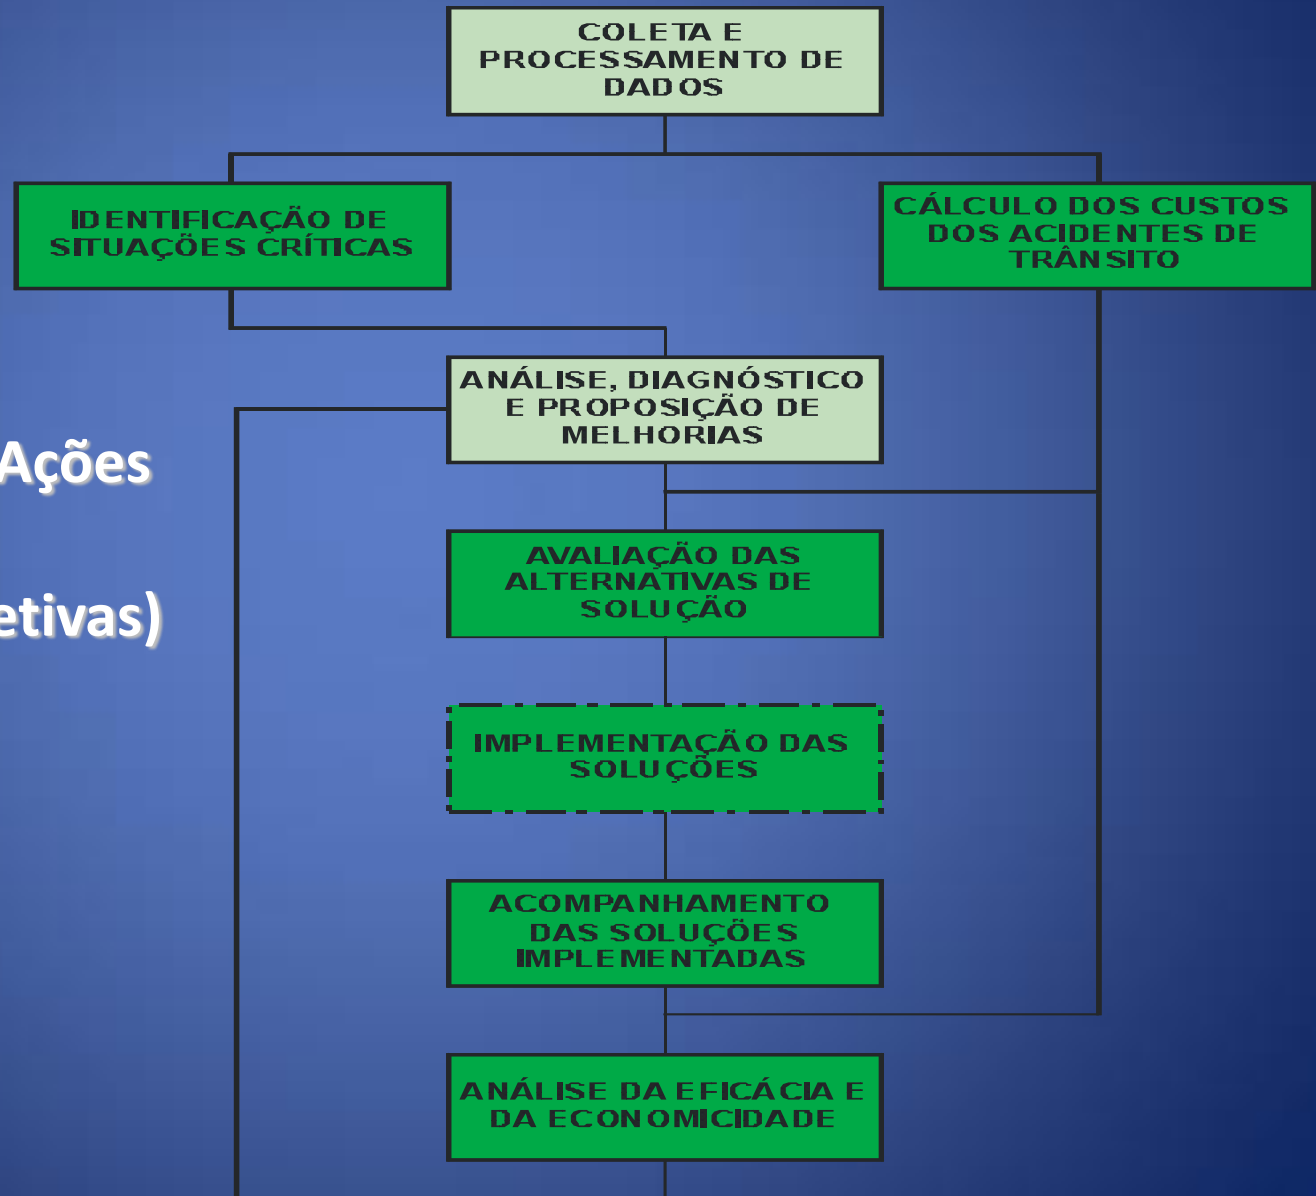 COLETA E
PROCESSAMENTO DE
DADOS
IDENTIFICAÇÃO DE
SITUAÇÕES CRÍTICAS
CÁLCULO DOS CUSTOS
DOS ACIDENTES DE
TRÂNSITO
ANÁLISE, DIAGNÓSTICO
E PROPOSIÇÃO DE
MELHORIAS
Ações
etivas)
AVALIAÇÃO DAS
ALTERNATIVAS DE
SOLUÇÃO
IMPLEMENTAÇÃO DAS
SOLUÇÕES
ACOMPANHAMENTO
DAS SOLUÇÕES
IMPLEMENTADAS
ANÁLISE DA EFICÁCIA E
DA ECONOMICIDADE